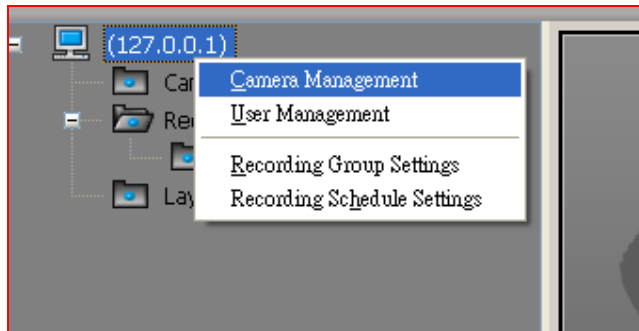 (127.0.0.1)
Camera Management
User Management
Recording Group Settings
Recording Schedule Settings